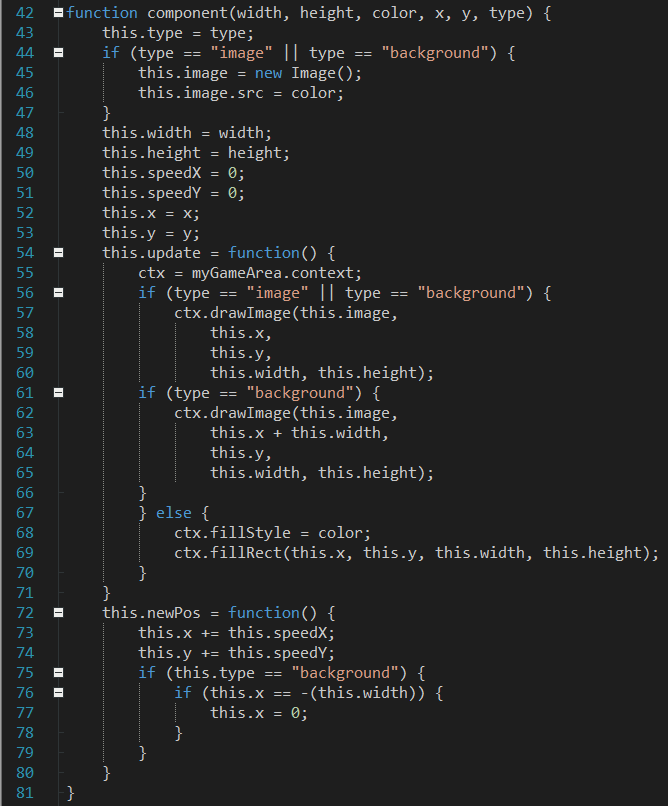 42 function component(width, height, color, x, y, type) {
43     this.type = type;
44     if (type == "image" || type == "background") {
45         this.image = new Image();
46         this.image.src = color;
47     }
48     this.width = width;
49     this.height = height;
50     this.speedX = 0;
51     this.speedY = 0;
52     this.x = x;
53     this.y = y;
54     this.update = function() {
55         ctx = myGameArea.context;
56         if (type == "image" || type == "background") {
57             ctx.drawImage(this.image,
58                 this.x,
59                 this.y,
60                 this.width, this.height);
61         if (type == "background") {
62             ctx.drawImage(this.image,
63                 this.x + this.width,
64                 this.y,
65                 this.width, this.height);
66         }
67         } else {
68             ctx.fillStyle = color;
69             ctx.fillRect(this.x, this.y, this.width, this.height);
70         }
71     }
72     this.newPos = function() {
73         this.x += this.speedX;
74         this.y += this.speedY;
75         if (this.type == "background") {
76             if (this.x == -(this.width)) {
77                 this.x = 0;
78             }
79         }
80     }
81 }